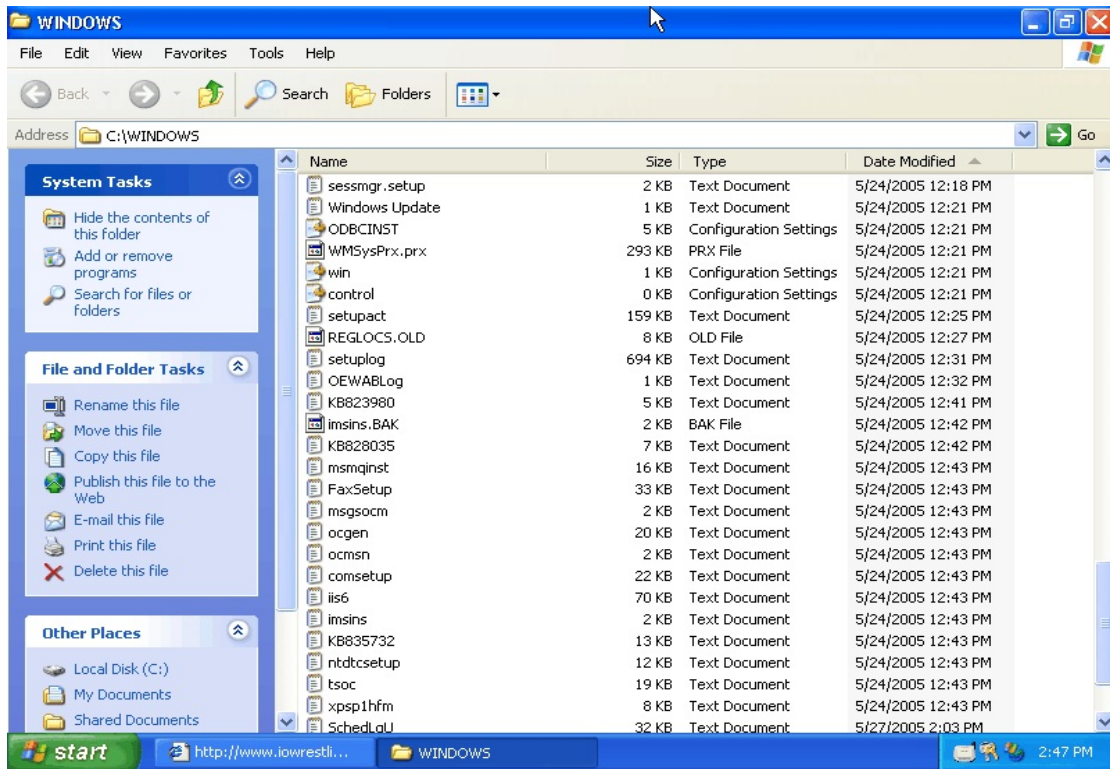 WINDOWS
File Edit View Favorites Tools Help
Back Search Folders
Address C:\WINDOWS Go
System Tasks
Hide the contents of
this folder
Add or remove
programs
Search for files or
folders
File and Folder Tasks
Rename this file
Move this file
Copy this file
Publish this file to the
Web
E-mail this file
Print this file
Delete this file
Other Places
Local Disk (C:)
My Documents
Shared Documents
Name Size Type Date Modified
sessmgr.setup 2 KB Text Document 5/24/2005 12:18 PM
Windows Update 1 KB Text Document 5/24/2005 12:21 PM
ODBCINST 5 KB Configuration Settings 5/24/2005 12:21 PM
WMSysPrx.prx 293 KB PRX File 5/24/2005 12:21 PM
win 1 KB Configuration Settings 5/24/2005 12:21 PM
control 0 KB Configuration Settings 5/24/2005 12:21 PM
setupact 159 KB Text Document 5/24/2005 12:25 PM
REGLOCS.OLD 8 KB OLD File 5/24/2005 12:27 PM
setuplog 694 KB Text Document 5/24/2005 12:31 PM
OEWABLog 1 KB Text Document 5/24/2005 12:32 PM
KB823980 5 KB Text Document 5/24/2005 12:41 PM
imsins.BAK 2 KB BAK File 5/24/2005 12:42 PM
KB828035 7 KB Text Document 5/24/2005 12:42 PM
msmqinst 16 KB Text Document 5/24/2005 12:43 PM
FaxSetup 33 KB Text Document 5/24/2005 12:43 PM
msgsocm 2 KB Text Document 5/24/2005 12:43 PM
ocgen 20 KB Text Document 5/24/2005 12:43 PM
ocmsn 2 KB Text Document 5/24/2005 12:43 PM
comsetup 22 KB Text Document 5/24/2005 12:43 PM
iis6 70 KB Text Document 5/24/2005 12:43 PM
imsins 2 KB Text Document 5/24/2005 12:43 PM
KB835732 13 KB Text Document 5/24/2005 12:43 PM
ntdtcsetup 12 KB Text Document 5/24/2005 12:43 PM
tsoc 19 KB Text Document 5/24/2005 12:43 PM
xpsp1hfm 8 KB Text Document 5/24/2005 12:43 PM
SchedLgU 32 KB Text Document 5/27/2005 2:03 PM
start http://www.iowrestli... WINDOWS 2:47 PM